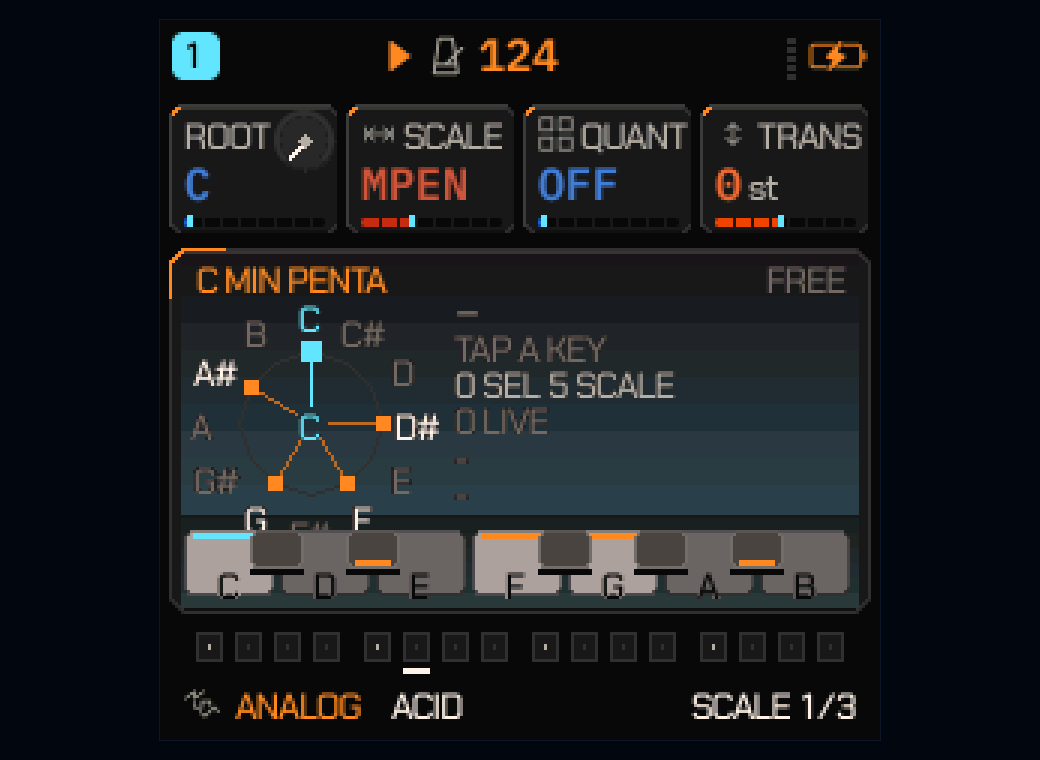 1 124
ROOT SCALE QUANT TRANS
C MPEN OFF 0 st
C MIN PENTA FREE
C
B C#
A# D
C
A D#
G# E
G F# F
–
TAP A KEY
0 SEL 5 SCALE
0 LIVE
-
-
C D E F G A B
ANALOG ACID SCALE 1/3